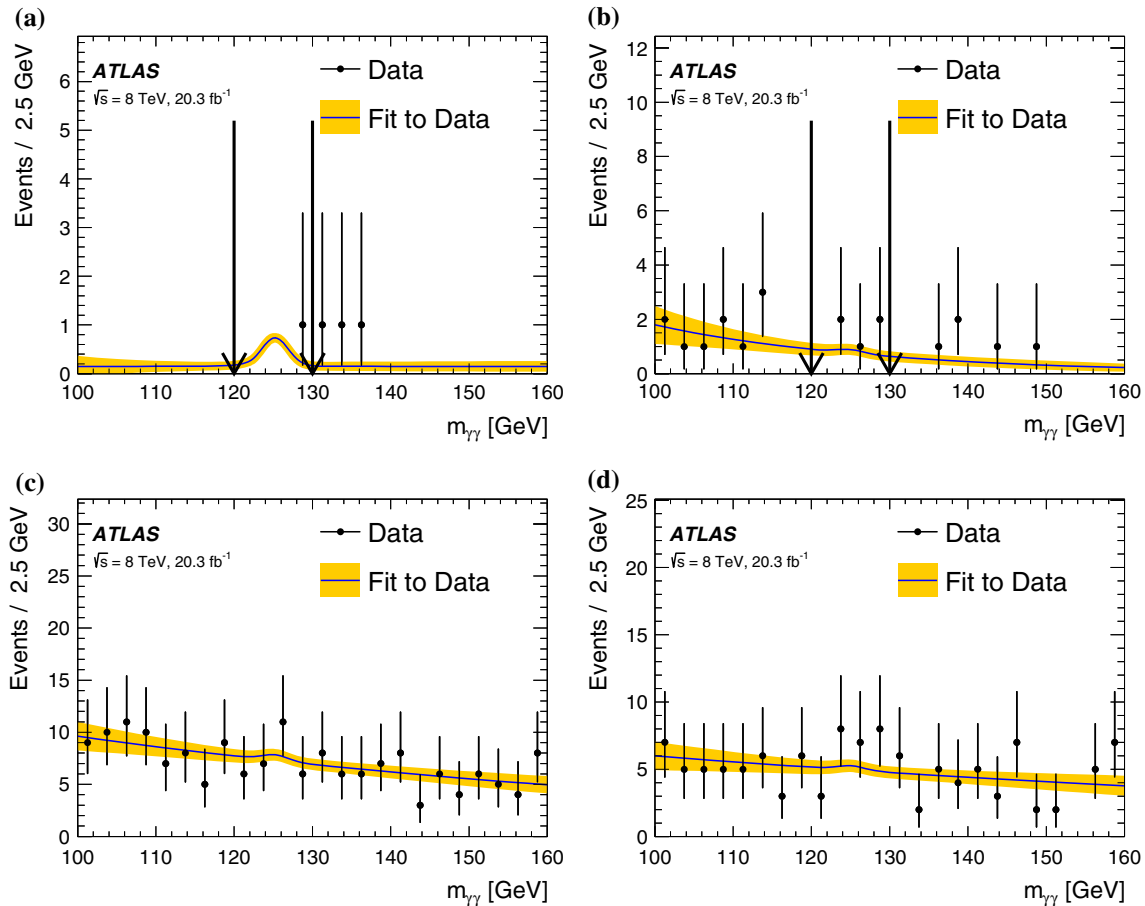 (a)
Events / 2.5 GeV
6
5
4
3
2
1
0
ATLAS
√s = 8 TeV, 20.3 fb⁻¹
Data
Fit to Data
100 110 120 130 140 150 160
mγγ [GeV]
(b)
Events / 2.5 GeV
12
10
8
6
4
2
0
ATLAS
√s = 8 TeV, 20.3 fb⁻¹
Data
Fit to Data
100 110 120 130 140 150 160
mγγ [GeV]
(c)
Events / 2.5 GeV
30
25
20
15
10
5
0
ATLAS
√s = 8 TeV, 20.3 fb⁻¹
Data
Fit to Data
100 110 120 130 140 150 160
mγγ [GeV]
(d)
Events / 2.5 GeV
25
20
15
10
5
0
ATLAS
√s = 8 TeV, 20.3 fb⁻¹
Data
Fit to Data
100 110 120 130 140 150 160
mγγ [GeV]